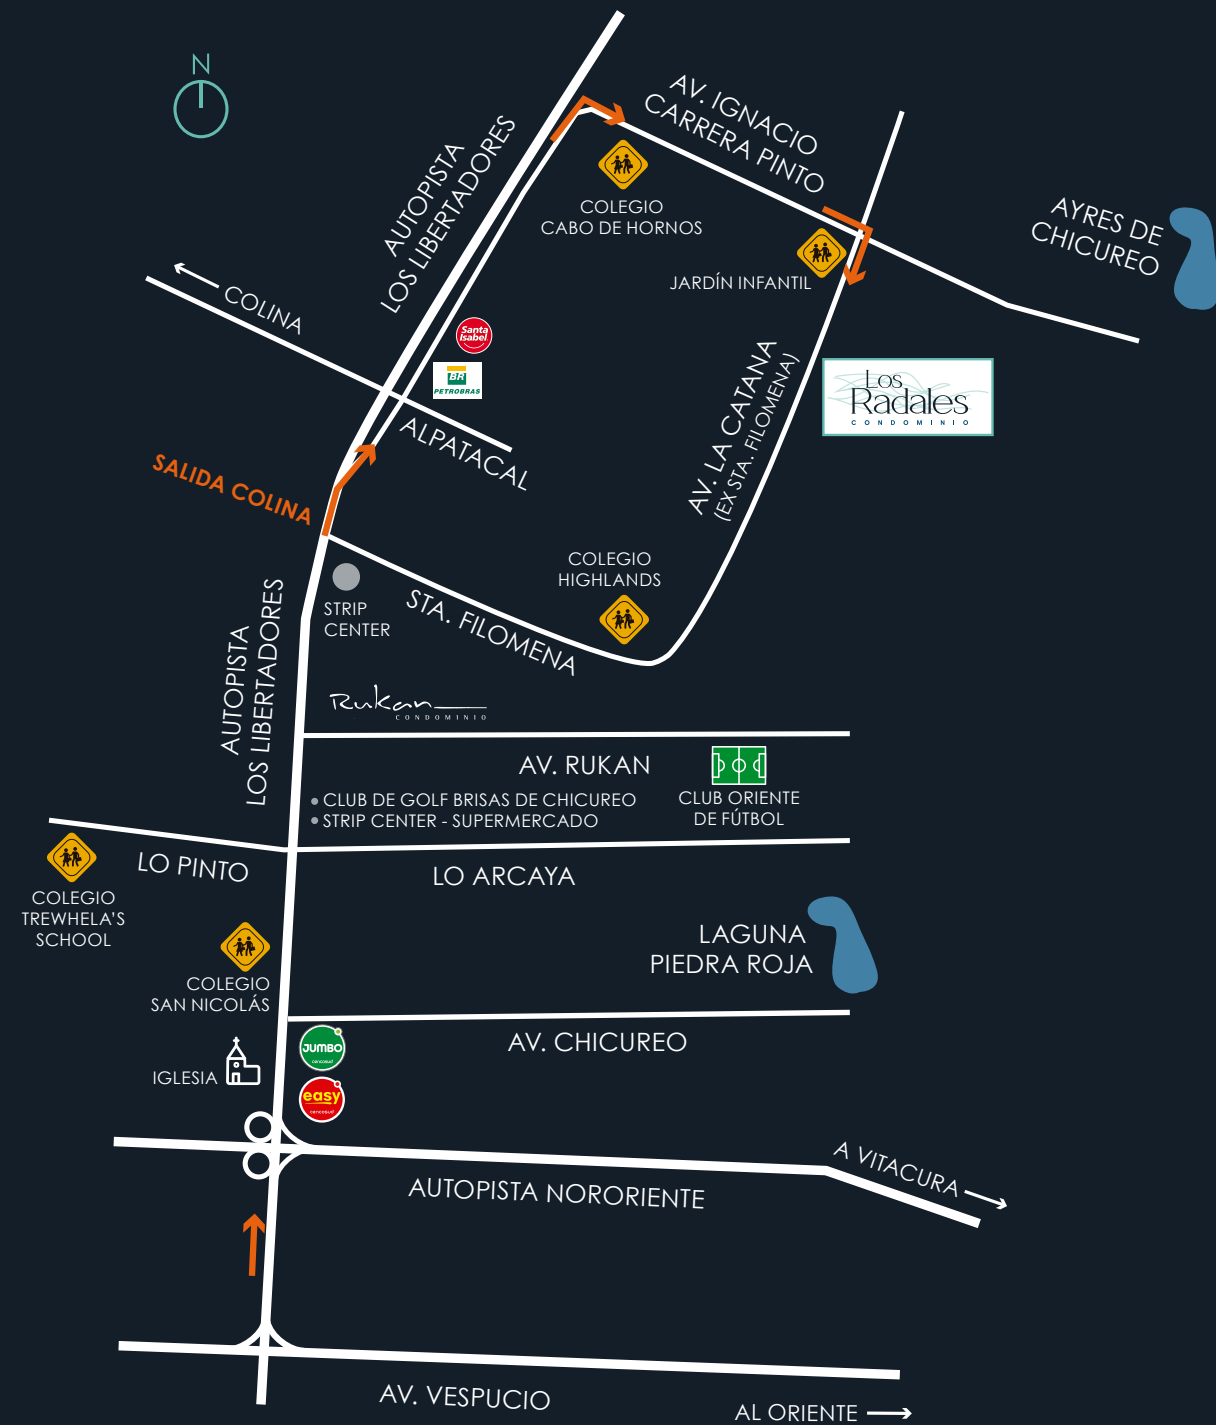 N
AV. IGNACIO
CARRERA PINTO
AUTOPISTA
LOS LIBERTADORES
COLEGIO
CABO DE HORNOS
AYRES DE
CHICUREO
JARDÍN INFANTIL
COLINA
Santa
Isabel
BR
PETROBRAS
Los
Radales
CONDOMINIO
AV. LA CATANA
(EX STA. FILOMENA)
ALPATACAL
SALIDA COLINA
COLEGIO
HIGHLANDS
STRIP
CENTER
STA. FILOMENA
AUTOPISTA
LOS LIBERTADORES
Rukan
CONDOMINIO
AV. RUKAN
• CLUB DE GOLF BRISAS DE CHICUREO
• STRIP CENTER - SUPERMERCADO
CLUB ORIENTE
DE FÚTBOL
LO PINTO
LO ARCAYA
COLEGIO
TREWHELA'S
SCHOOL
LAGUNA
PIEDRA ROJA
COLEGIO
SAN NICOLÁS
AV. CHICUREO
JUMBO
cencosud
IGLESIA
easy
cencosud
A VITACURA
AUTOPISTA NORORIENTE
AV. VESPUCIO
AL ORIENTE